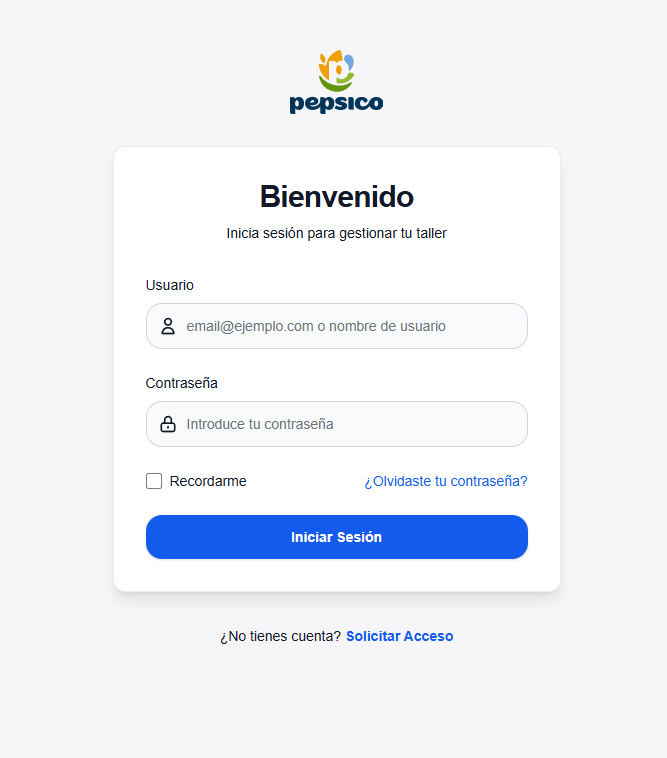 p
pepsico
Bienvenido
Inicia sesión para gestionar tu taller
Usuario
email@ejemplo.com o nombre de usuario
Contraseña
Introduce tu contraseña
Recordarme
¿Olvidaste tu contraseña?
Iniciar Sesión
¿No tienes cuenta? Solicitar Acceso